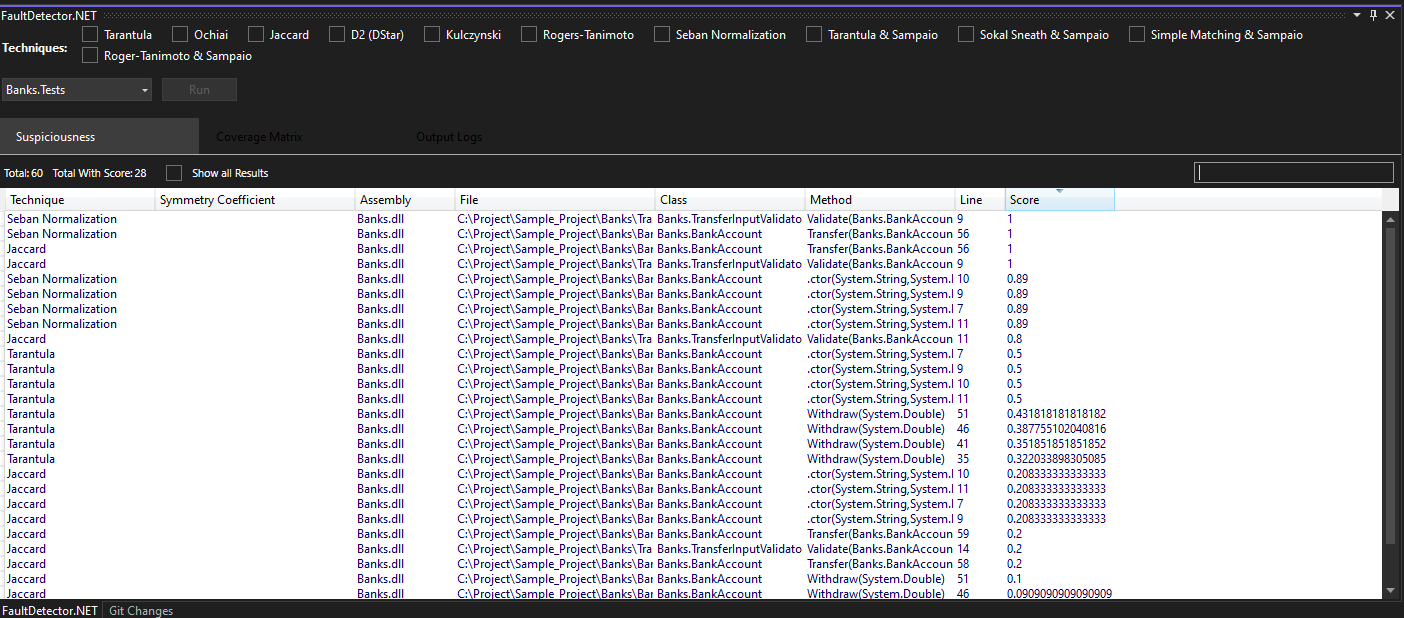 FaultDetector.NET
Techniques: Tarantula Ochiai Jaccard D2 (DStar) Kulczynski Rogers-Tanimoto Seban Normalization Tarantula & Sampaio Sokal Sneath & Sampaio Simple Matching & Sampaio
Roger-Tanimoto & Sampaio
Banks.Tests Run
Suspiciousness Coverage Matrix Output Logs
Total: 60 Total With Score: 28 Show all Results
Technique Symmetry Coefficient Assembly File Class Method Line Score
Seban Normalization Banks.dll C:\Project\Sample_Project\Banks\Tra Banks.TransferInputValidato Validate(Banks.BankAccoun 9 1
Seban Normalization Banks.dll C:\Project\Sample_Project\Banks\Bar Banks.BankAccount Transfer(Banks.BankAccoun 56 1
Jaccard Banks.dll C:\Project\Sample_Project\Banks\Bar Banks.BankAccount Transfer(Banks.BankAccoun 56 1
Jaccard Banks.dll C:\Project\Sample_Project\Banks\Tra Banks.TransferInputValidato Validate(Banks.BankAccoun 9 1
Seban Normalization Banks.dll C:\Project\Sample_Project\Banks\Bar Banks.BankAccount .ctor(System.String,System.I 10 0.89
Seban Normalization Banks.dll C:\Project\Sample_Project\Banks\Bar Banks.BankAccount .ctor(System.String,System.I 9 0.89
Seban Normalization Banks.dll C:\Project\Sample_Project\Banks\Bar Banks.BankAccount .ctor(System.String,System.I 7 0.89
Seban Normalization Banks.dll C:\Project\Sample_Project\Banks\Bar Banks.BankAccount .ctor(System.String,System.I 11 0.89
Jaccard Banks.dll C:\Project\Sample_Project\Banks\Tra Banks.TransferInputValidato Validate(Banks.BankAccoun 11 0.8
Tarantula Banks.dll C:\Project\Sample_Project\Banks\Bar Banks.BankAccount .ctor(System.String,System.I 7 0.5
Tarantula Banks.dll C:\Project\Sample_Project\Banks\Bar Banks.BankAccount .ctor(System.String,System.I 9 0.5
Tarantula Banks.dll C:\Project\Sample_Project\Banks\Bar Banks.BankAccount .ctor(System.String,System.I 10 0.5
Tarantula Banks.dll C:\Project\Sample_Project\Banks\Bar Banks.BankAccount .ctor(System.String,System.I 11 0.5
Tarantula Banks.dll C:\Project\Sample_Project\Banks\Bar Banks.BankAccount Withdraw(System.Double) 51 0.431818181818182
Tarantula Banks.dll C:\Project\Sample_Project\Banks\Bar Banks.BankAccount Withdraw(System.Double) 46 0.387755102040816
Tarantula Banks.dll C:\Project\Sample_Project\Banks\Bar Banks.BankAccount Withdraw(System.Double) 41 0.351851851851852
Tarantula Banks.dll C:\Project\Sample_Project\Banks\Bar Banks.BankAccount Withdraw(System.Double) 35 0.322033898305085
Jaccard Banks.dll C:\Project\Sample_Project\Banks\Bar Banks.BankAccount .ctor(System.String,System.I 10 0.208333333333333
Jaccard Banks.dll C:\Project\Sample_Project\Banks\Bar Banks.BankAccount .ctor(System.String,System.I 11 0.208333333333333
Jaccard Banks.dll C:\Project\Sample_Project\Banks\Bar Banks.BankAccount .ctor(System.String,System.I 7 0.208333333333333
Jaccard Banks.dll C:\Project\Sample_Project\Banks\Bar Banks.BankAccount .ctor(System.String,System.I 9 0.208333333333333
Jaccard Banks.dll C:\Project\Sample_Project\Banks\Bar Banks.BankAccount Transfer(Banks.BankAccoun 59 0.2
Jaccard Banks.dll C:\Project\Sample_Project\Banks\Tra Banks.TransferInputValidato Validate(Banks.BankAccoun 14 0.2
Jaccard Banks.dll C:\Project\Sample_Project\Banks\Bar Banks.BankAccount Transfer(Banks.BankAccoun 58 0.2
Jaccard Banks.dll C:\Project\Sample_Project\Banks\Bar Banks.BankAccount Withdraw(System.Double) 51 0.1
Jaccard Banks.dll C:\Project\Sample_Project\Banks\Bar Banks.BankAccount Withdraw(System.Double) 46 0.0909090909090909
FaultDetector.NET Git Changes